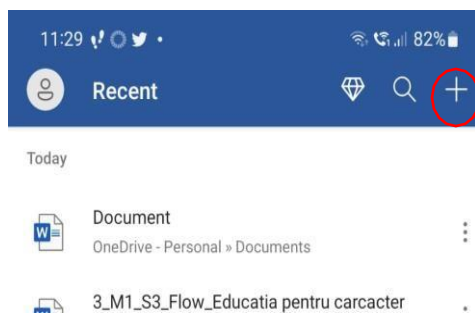 11:29 82%
Recent
Today
Document
OneDrive - Personal » Documents
3_M1_S3_Flow_Educatia pentru carcacter